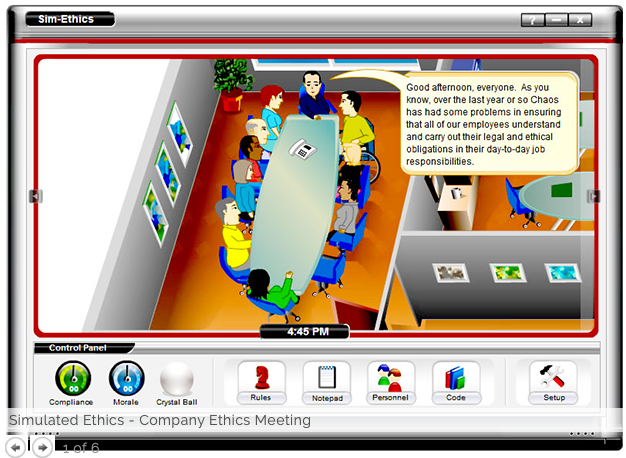 Sim-Ethics
?
Good afternoon, everyone. As you
know, over the last year or so Chaos
has had some problems in ensuring
that all of our employees understand
and carry out their legal and ethical
obligations in their day-to-day job
responsibilities.
4:45 PM
Control Panel
Compliance Morale Crystal Ball Rules Notepad Personnel Code Setup
Simulated Ethics - Company Ethics Meeting
1 of 6